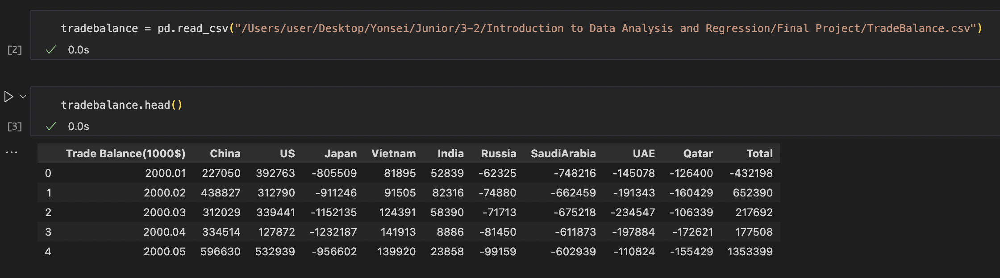 tradebalance = pd.read_csv("/Users/user/Desktop/Yonsei/Junior/3-2/Introduction to Data Analysis and Regression/Final Project/TradeBalance.csv")
[2] 0.0s
tradebalance.head()
[3] 0.0s
...
Trade Balance(1000$) China US Japan Vietnam India Russia SaudiArabia UAE Qatar Total
0 2000.01 227050 392763 -805509 81895 52839 -62325 -748216 -145078 -126400 -432198
1 2000.02 438827 312790 -911246 91505 82316 -74880 -662459 -191343 -160429 652390
2 2000.03 312029 339441 -1152135 124391 58390 -71713 -675218 -234547 -106339 217692
3 2000.04 334514 127872 -1232187 141913 8886 -81450 -611873 -197884 -172621 177508
4 2000.05 596630 532939 -956602 139920 23858 -99159 -602939 -110824 -155429 1353399